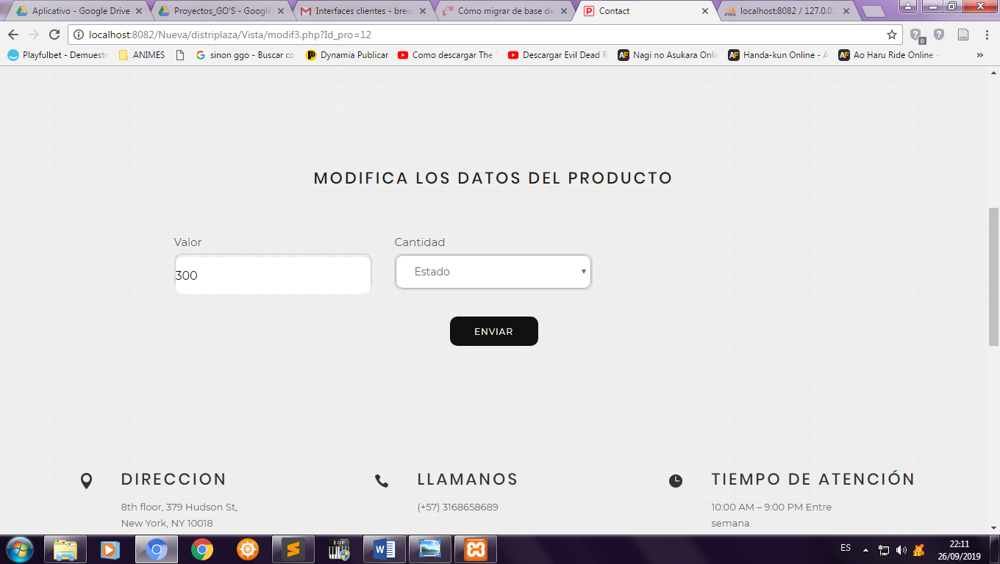 Aplicativo - Google Drive
Proyectos_GO'S - Google
Interfaces clientes - breis
Cómo migrar de base de
Contact
localhost:8082 / 127.0.0.
localhost:8082/Nueva/distriplaza/Vista/modif3.php?Id_pro=12
0
Playfulbet - Demuestr
ANIMES
sinon ggo - Buscar co
Dynamia Publicar
Como descargar The
Descargar Evil Dead R
AF Nagi no Asukara Onli
AF Handa-kun Online - A
AF Ao Haru Ride Online -
»
MODIFICA LOS DATOS DEL PRODUCTO
Valor
Cantidad
300
Estado
ENVIAR
DIRECCION
8th floor, 379 Hudson St,
New York, NY 10018
LLAMANOS
(+57) 3168658689
TIEMPO DE ATENCIÓN
10:00 AM – 9:00 PM Entre
semana
EOP
ES
22:11
26/09/2019